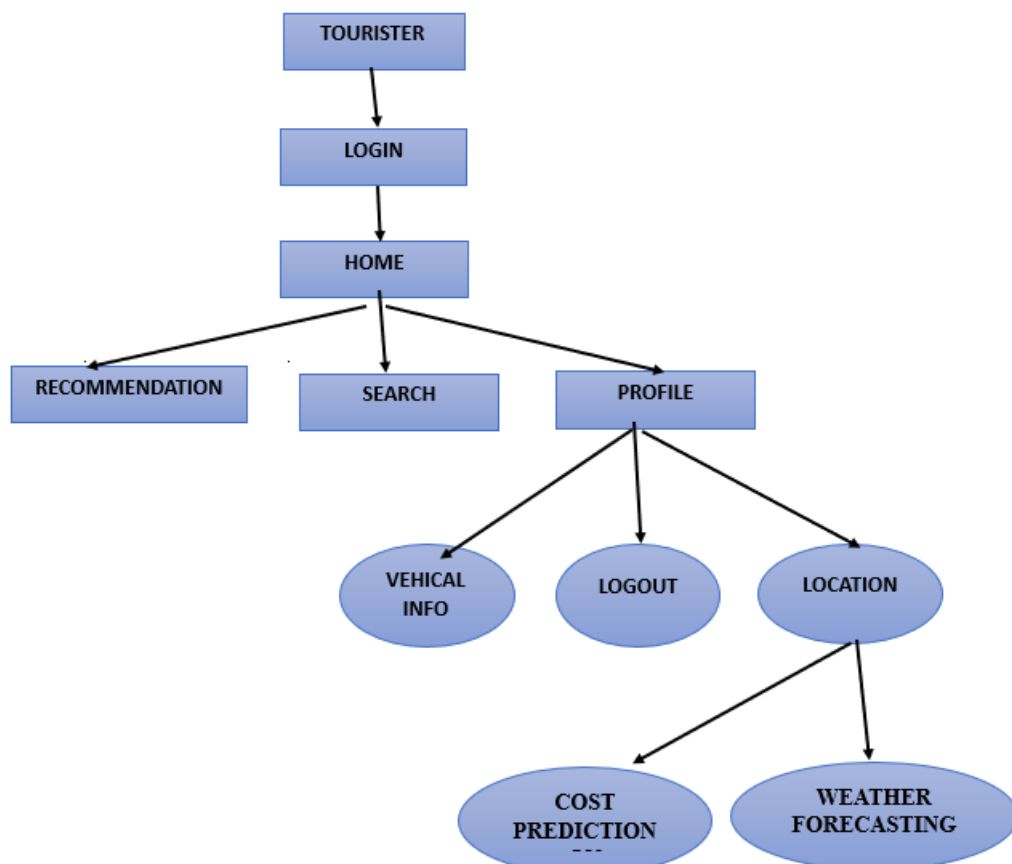 TOURISTER
LOGIN
HOME
RECOMMENDATION
SEARCH
PROFILE
VEHICAL
INFO
LOGOUT
LOCATION
COST
PREDICTION
WEATHER
FORECASTING